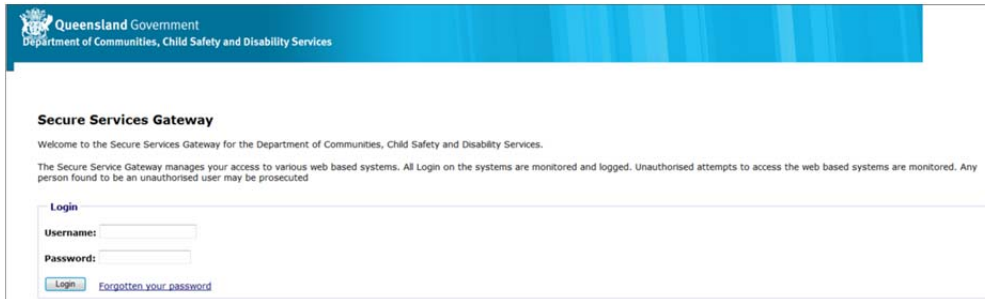 Queensland Government
Department of Communities, Child Safety and Disability Services
Secure Services Gateway
Welcome to the Secure Services Gateway for the Department of Communities, Child Safety and Disability Services.
The Secure Service Gateway manages your access to various web based systems. All Login on the systems are monitored and logged. Unauthorised attempts to access the web based systems are monitored. Any
person found to be an unauthorised user may be prosecuted
Login
Username:
Password:
Login Forgotten your password